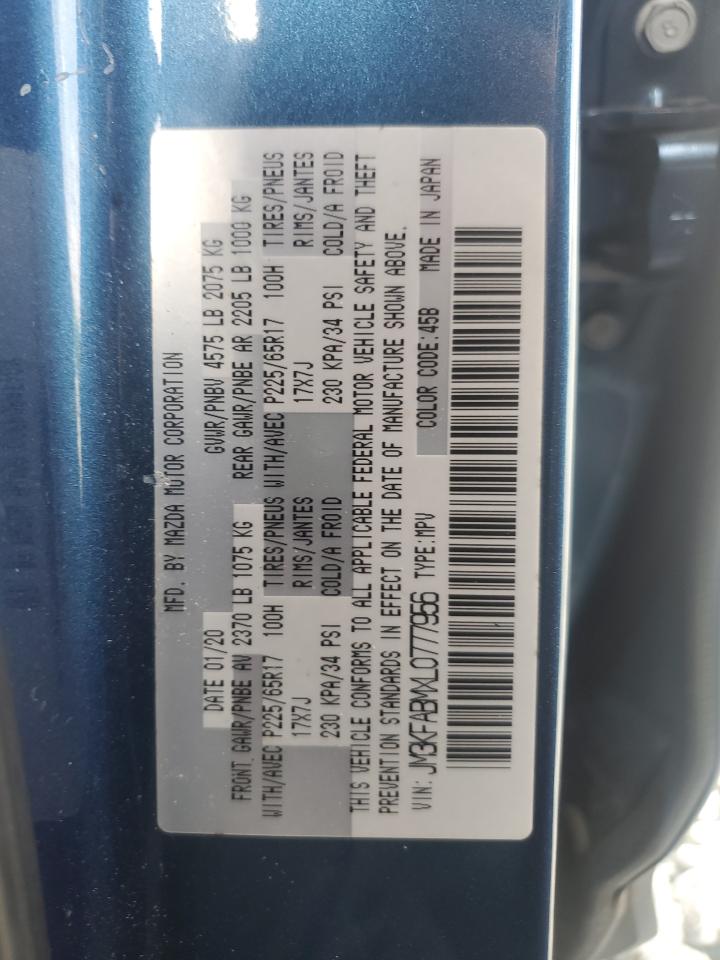 MFD. BY MAZDA MOTOR CORPORATION
DATE 01/20 GVWR/PNBV 4575 LB 2075 KG
FRONT GAWR/PNBE AV 2370 LB 1075 KG REAR GAWR/PNBE AR 2205 LB 1000 KG
WITH/AVEC P225/65R17 100H TIRES/PNEUS WITH/AVEC P225/65R17 100H TIRES/PNEUS
17X7J RIMS/JANTES 17X7J RIMS/JANTES
230 KPA/34 PSI COLD/A FROID 230 KPA/34 PSI COLD/A FROID
THIS VEHICLE CONFORMS TO ALL APPLICABLE FEDERAL MOTOR VEHICLE SAFETY AND THEFT
PREVENTION STANDARDS IN EFFECT ON THE DATE OF MANUFACTURE SHOWN ABOVE.
VIN: JM3KFABMXL0777956 TYPE:MPV COLOR CODE:45B MADE IN JAPAN